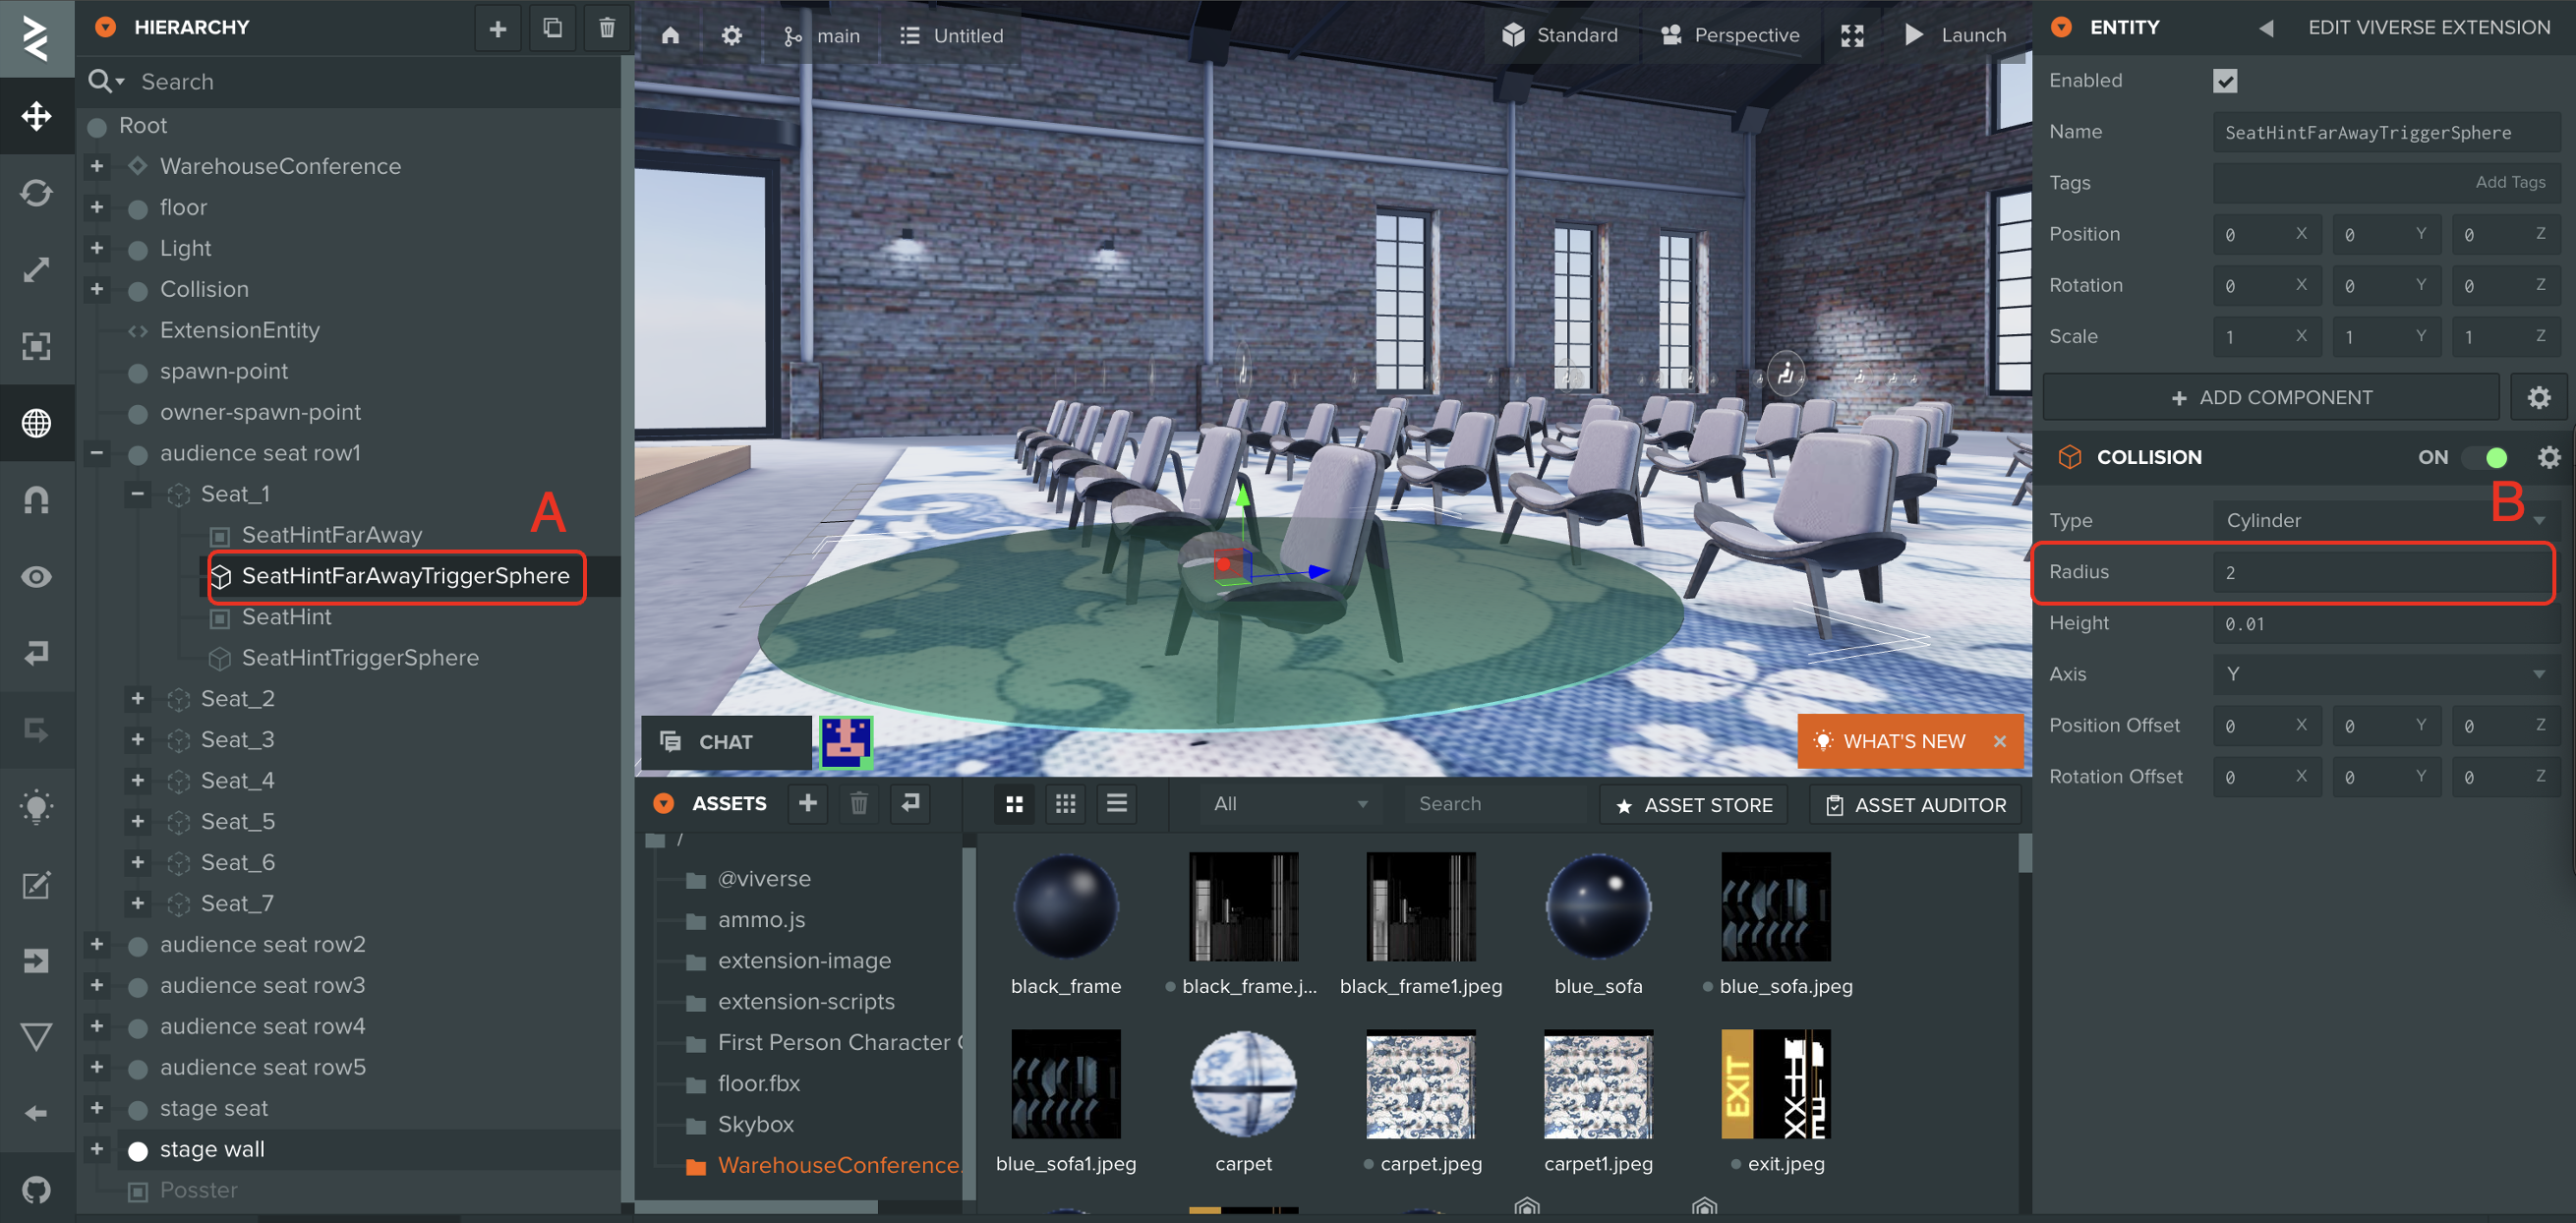 HIERARCHY
Search
Root
WarehouseConference
floor
Light
Collision
ExtensionEntity
spawn-point
owner-spawn-point
audience seat row1
Seat_1
A
SeatHintFarAway
SeatHintFarAwayTriggerSphere
SeatHint
SeatHintTriggerSphere
Seat_2
Seat_3
Seat_4
Seat_5
Seat_6
Seat_7
audience seat row2
audience seat row3
audience seat row4
audience seat row5
stage seat
stage wall
Posster
main
Untitled
Standard
Perspective
Launch
CHAT
WHAT'S NEW
ASSETS
All
Search
ASSET STORE
ASSET AUDITOR
/
@viverse
ammo.js
extension-image
extension-scripts
First Person Character
floor.fbx
Skybox
WarehouseConference.
black_frame
black_frame.j...
black_frame1.jpeg
blue_sofa
blue_sofa.jpeg
blue_sofa1.jpeg
carpet
carpet.jpeg
carpet1.jpeg
EXIT
exit.jpeg
ENTITY
EDIT VIVERSE EXTENSION
Enabled
Name SeatHintFarAwayTriggerSphere
Tags Add Tags
Position 0 X 0 Y 0 Z
Rotation 0 X 0 Y 0 Z
Scale 1 X 1 Y 1 Z
ADD COMPONENT
COLLISION ON
B
Type Cylinder
Radius 2
Height 0.01
Axis Y
Position Offset 0 X 0 Y 0 Z
Rotation Offset 0 X 0 Y 0 Z